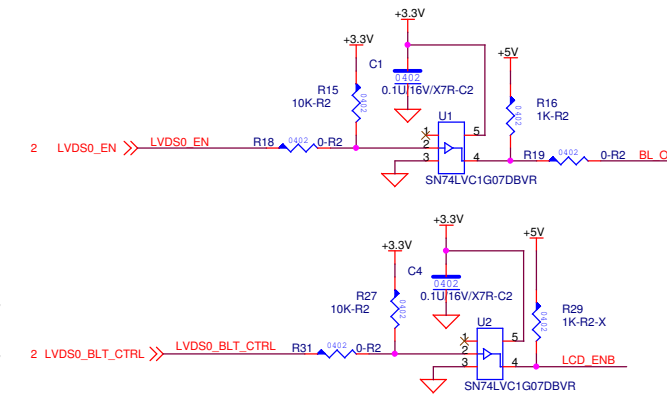 +3.3V
+3.3V
C1
0402
0.1U/16V/X7R-C2
+5V
R15
10K-R2
0402
R16
1K-R2
0402
U1
1
2
3
5
4
2 LVDS0_EN
LVDS0_EN
R18
0402
0-R2
R19
0402
0-R2
BL_O
SN74LVC1G07DBVR
+3.3V
+3.3V
C4
0402
0.1U/16V/X7R-C2
+5V
R27
10K-R2
0402
R29
1K-R2-X
0402
U2
1
2
3
5
4
2 LVDS0_BLT_CTRL
LVDS0_BLT_CTRL
R31
0402
0-R2
LCD_ENB
SN74LVC1G07DBVR